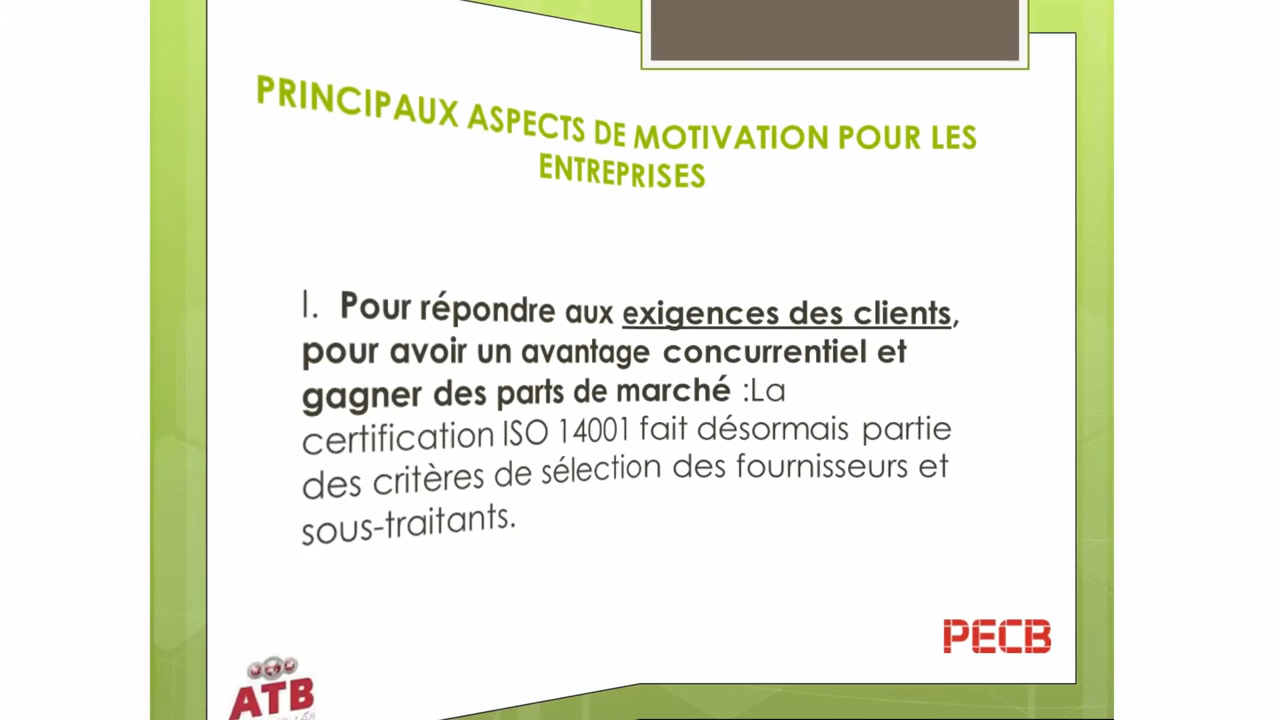 PRINCIPAUX ASPECTS DE MOTIVATION POUR LES
ENTREPRISES
I. Pour répondre aux exigences des clients,
pour avoir un avantage concurrentiel et
gagner des parts de marché :La
certification ISO 14001 fait désormais partie
des critères de sélection des fournisseurs et
sous-traitants.
PECB
ATB